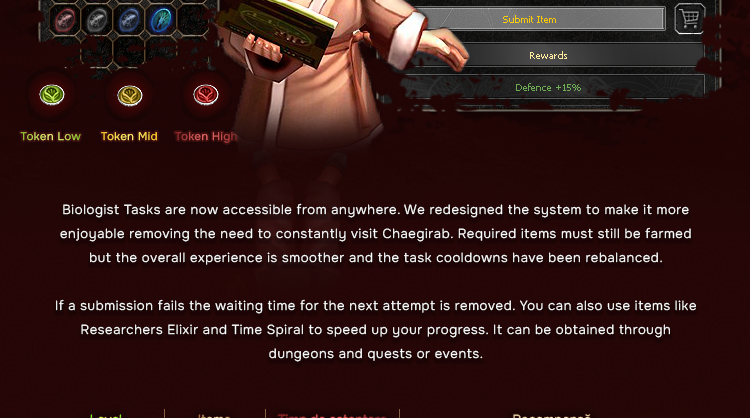 Submit Item
Rewards
Defence +15%
Token Low Token Mid Token High
Biologist Tasks are now accessible from anywhere. We redesigned the system to make it more
enjoyable removing the need to constantly visit Chaegirab. Required items must still be farmed
but the overall experience is smoother and the task cooldowns have been rebalanced.
If a submission fails the waiting time for the next attempt is removed. You can also use items like
Researchers Elixir and Time Spiral to speed up your progress. It can be obtained through
dungeons and quests or events.